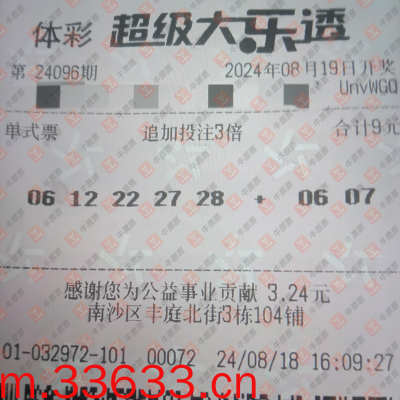 体彩 超级大乐透
第 24096期 2024年08月19日开奖
UnvWGQ
单式票 追加投注3倍 合计9元
06 12 22 27 28 + 06 07
感谢您为公益事业贡献 3.24元
南沙区丰庭北街3栋104铺
01-032972-101 00072 24/08/18 16:09:27
m.33633.cn